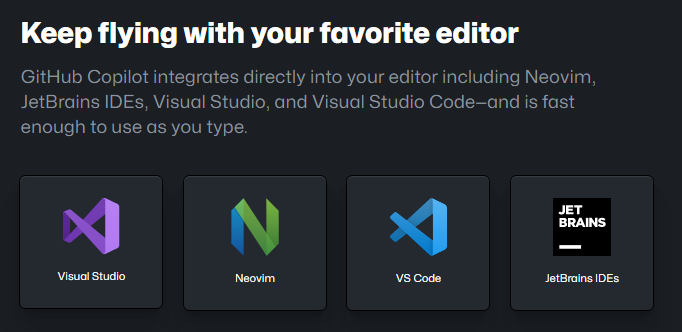 Keep flying with your favorite editor
GitHub Copilot integrates directly into your editor including Neovim,
JetBrains IDEs, Visual Studio, and Visual Studio Code—and is fast
enough to use as you type.
JET
BRAINS
Visual Studio
Neovim
VS Code
JetBrains IDEs